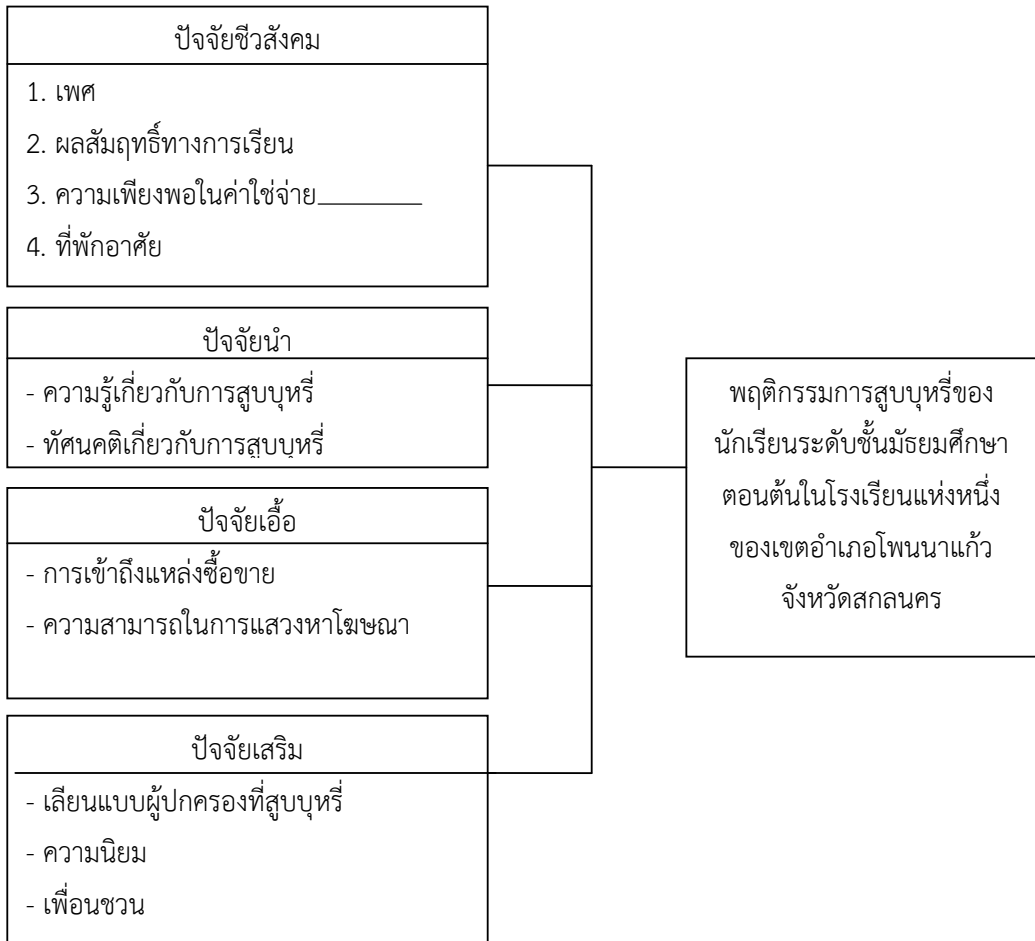 ปัจจัยชีวสังคม
1. เพศ
2. ผลสัมฤทธิ์ทางการเรียน
3. ความเพียงพอในค่าใช่จ่าย________
4. ที่พักอาศัย
ปัจจัยนำ
- ความรู้เกี่ยวกับการสูบบุหรี่
- ทัศนคติเกี่ยวกับการสูบบุหรี่
ปัจจัยเอื้อ
- การเข้าถึงแหล่งซื้อขาย
- ความสามารถในการแสวงหาโฆษณา
ปัจจัยเสริม
- เลียนแบบผู้ปกครองที่สูบบุหรี่
- ความนิยม
- เพื่อนชวน
พฤติกรรมการสูบบุหรี่ของ
นักเรียนระดับชั้นมัธยมศึกษา
ตอนต้นในโรงเรียนแห่งหนึ่ง
ของเขตอำเภอโพนนาแก้ว
จังหวัดสกลนคร